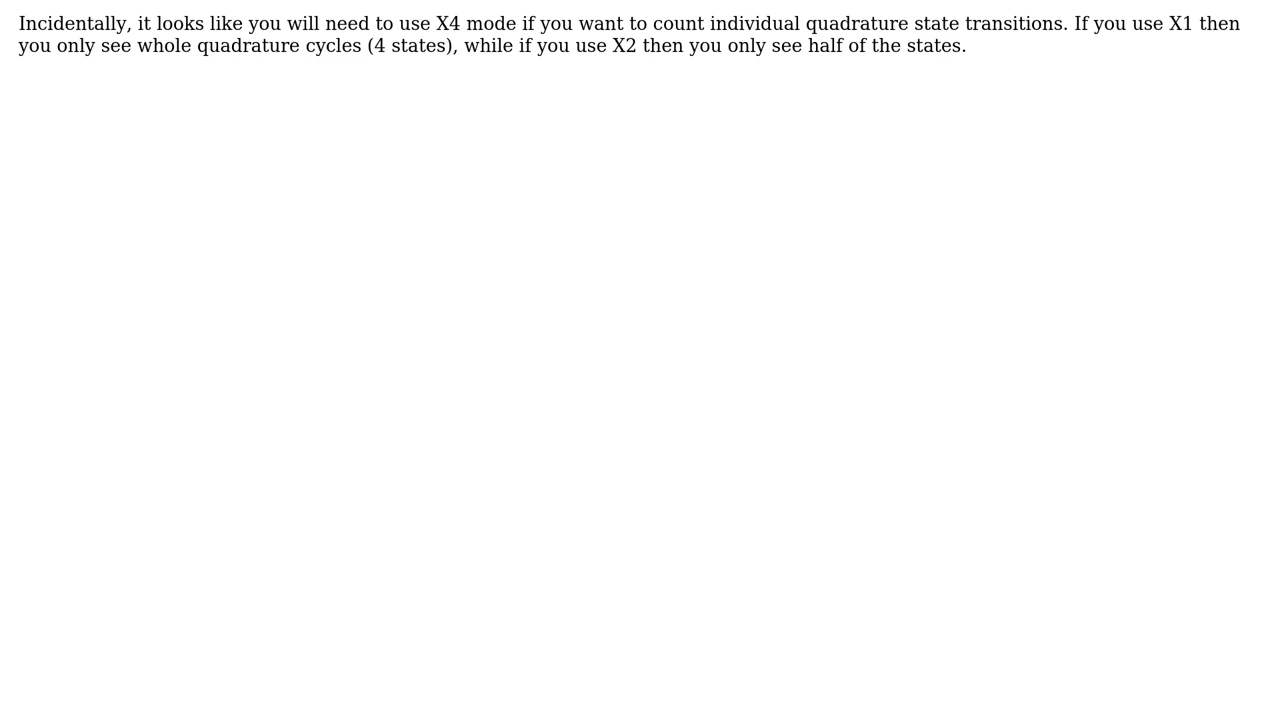 Incidentally, it looks like you will need to use X4 mode if you want to count individual quadrature state transitions. If you use X1 then
you only see whole quadrature cycles (4 states), while if you use X2 then you only see half of the states.